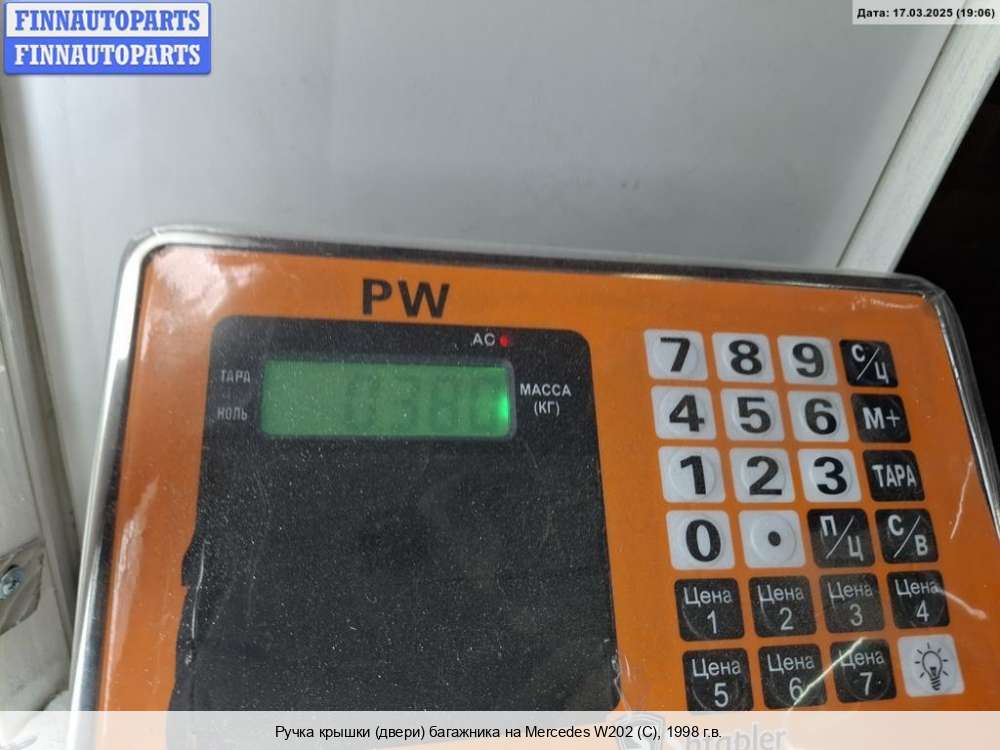 FINNAUTOPARTS
FINNAUTOPARTS
Дата: 17.03.2025 (19:06)
PW
AC
ТАРА
НОЛЬ
МАССА
(КГ)
7 8 9 С/Ц
4 5 6 М+
1 2 3 ТАРА
0 • П/Ц С/В
Цена 1 Цена 2 Цена 3 Цена 4
Цена 5 Цена 6 Цена 7
Ручка крышки (двери) багажника на Mercedes W202 (C), 1998 г.в.